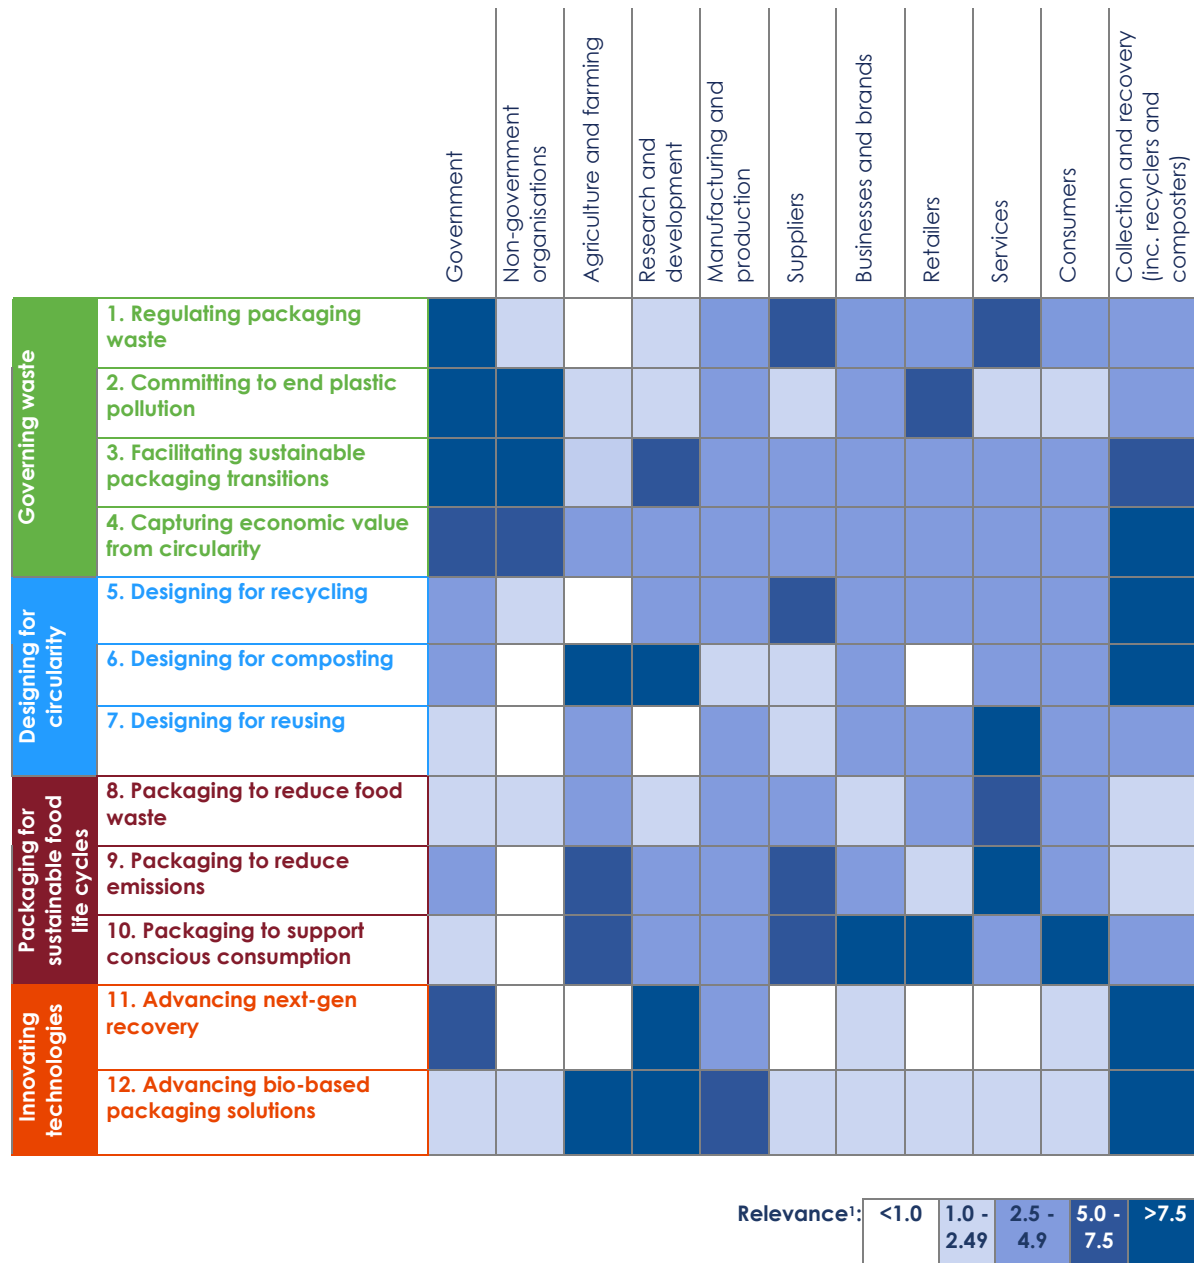 Government
Non-government
organisations
Agriculture and farming
Research and
development
Manufacturing and
production
Suppliers
Businesses and brands
Retailers
Services
Consumers
Collection and recovery
(inc. recyclers and
composters)
Governing waste
1. Regulating packaging
waste
2. Committing to end plastic
pollution
3. Facilitating sustainable
packaging transitions
4. Capturing economic value
from circularity
Designing for
circularity
5. Designing for recycling
6. Designing for composting
7. Designing for reusing
Packaging for
sustainable food
life cycles
8. Packaging to reduce food
waste
9. Packaging to reduce
emissions
10. Packaging to support
conscious consumption
Innovating
technologies
11. Advancing next-gen
recovery
12. Advancing bio-based
packaging solutions
Relevance¹: <1.0 1.0 - 2.5 - 5.0 - >7.5
2.49 4.9 7.5